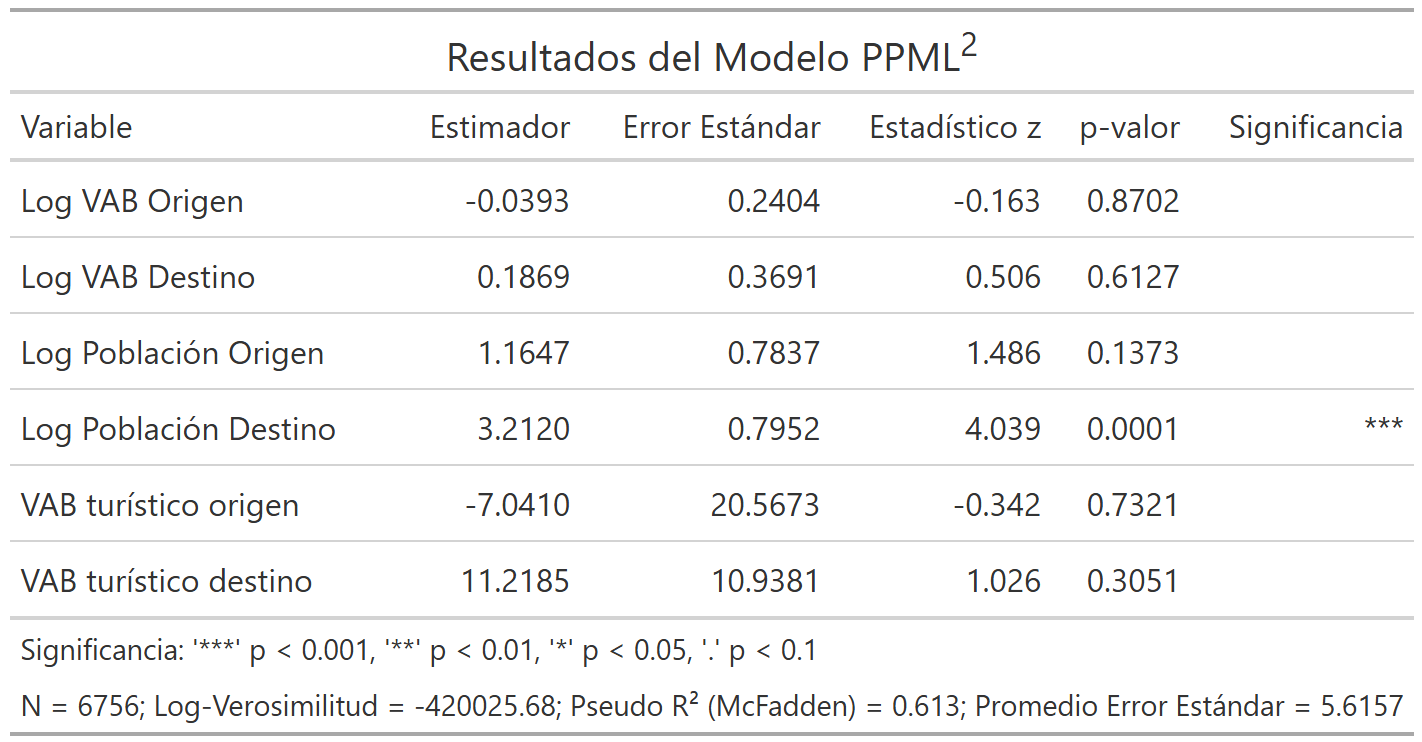 Resultados del Modelo PPML²
Variable Estimador Error Estándar Estadístico z p-valor Significancia
Log VAB Origen -0.0393 0.2404 -0.163 0.8702
Log VAB Destino 0.1869 0.3691 0.506 0.6127
Log Población Origen 1.1647 0.7837 1.486 0.1373
Log Población Destino 3.2120 0.7952 4.039 0.0001 ***
VAB turístico origen -7.0410 20.5673 -0.342 0.7321
VAB turístico destino 11.2185 10.9381 1.026 0.3051
Significancia: '***' p < 0.001, '**' p < 0.01, '*' p < 0.05, '.' p < 0.1
N = 6756; Log-Verosimilitud = -420025.68; Pseudo R² (McFadden) = 0.613; Promedio Error Estándar = 5.6157